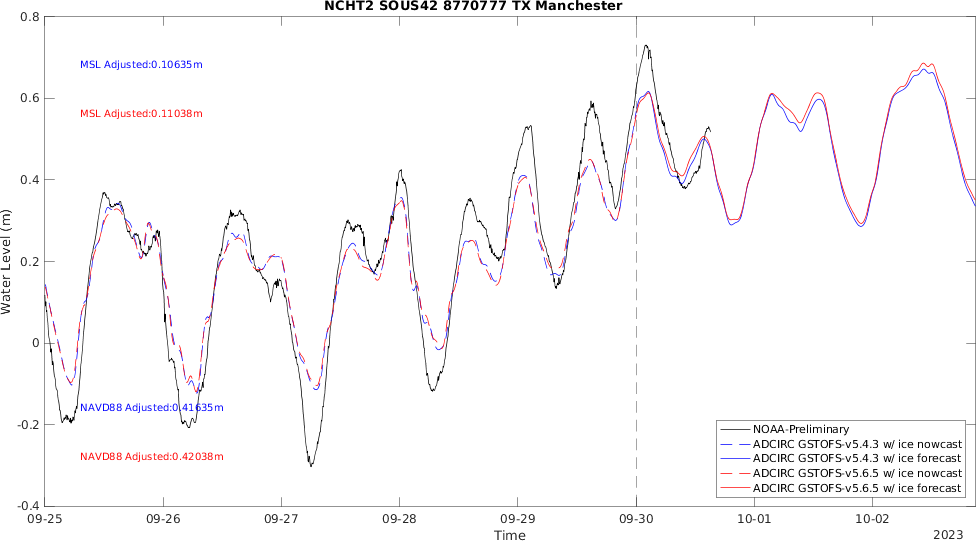 NCHT2 SOUS42 8770777 TX Manchester
0.8
MSL Adjusted:0.10635m
0.6
MSL Adjusted:0.11038m
0.4
0.2
Water Level (m)
0
NAVD88 Adjusted:0.41635m
-0.2
NAVD88 Adjusted:0.42038m
-0.4
NOAA-Preliminary
ADCIRC GSTOFS-v5.4.3 w/ ice nowcast
ADCIRC GSTOFS-v5.4.3 w/ ice forecast
ADCIRC GSTOFS-v5.6.5 w/ ice nowcast
ADCIRC GSTOFS-v5.6.5 w/ ice forecast
09-25 09-26 09-27 09-28 09-29 09-30 10-01 10-02
Time
2023